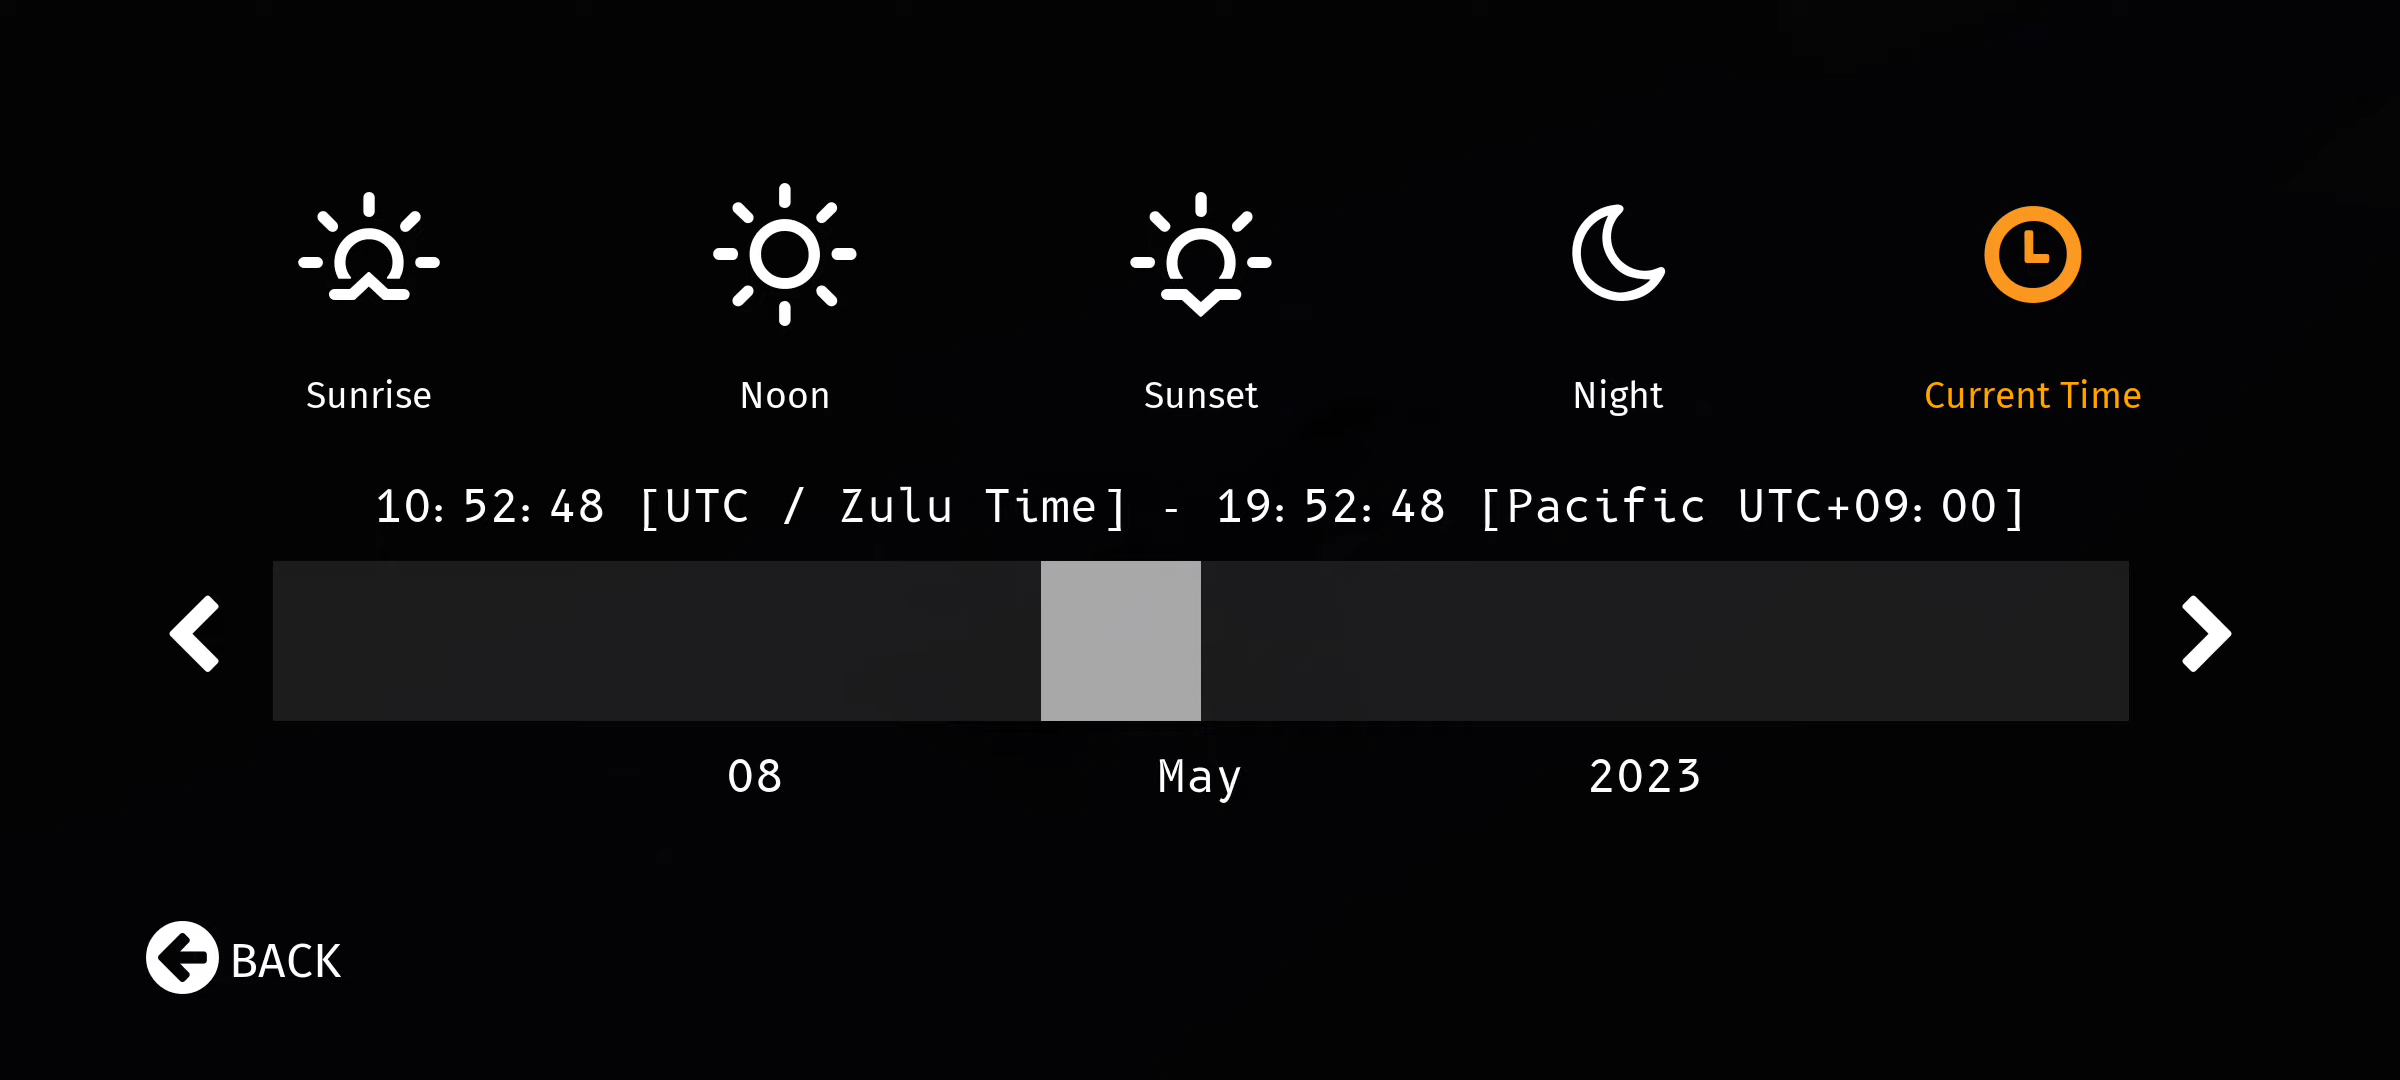 Sunrise Noon Sunset Night Current Time
10:52:48 [UTC / Zulu Time] - 19:52:48 [Pacific UTC+09:00]
08 May 2023
BACK